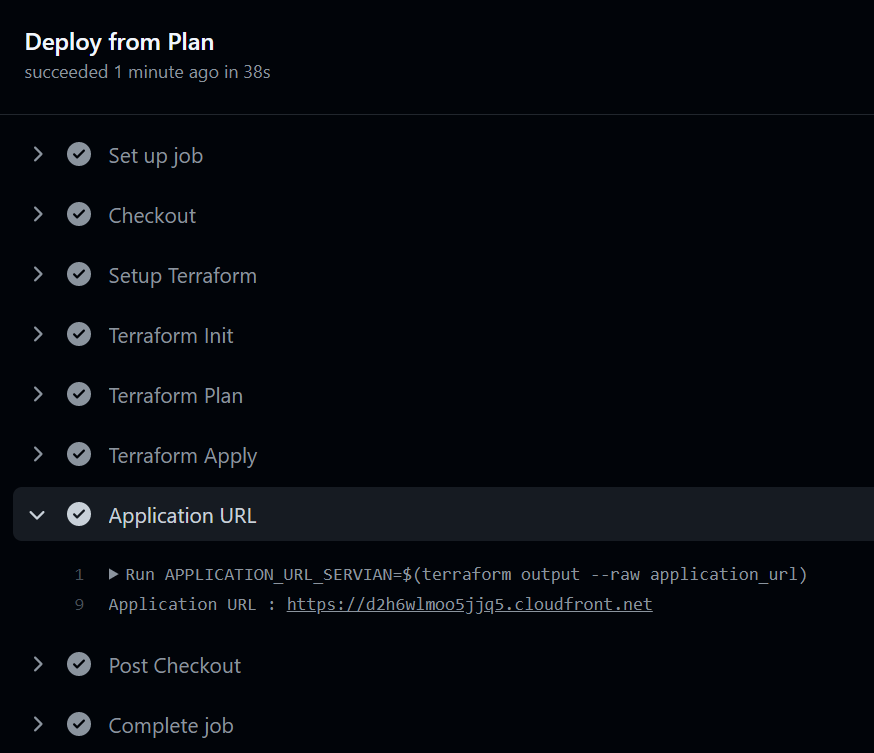 Deploy from Plan
succeeded 1 minute ago in 38s
Set up job
Checkout
Setup Terraform
Terraform Init
Terraform Plan
Terraform Apply
Application URL
1 Run APPLICATION_URL_SERVIAN=$(terraform output --raw application_url)
9 Application URL : https://d2h6wlmoo5jjq5.cloudfront.net
Post Checkout
Complete job